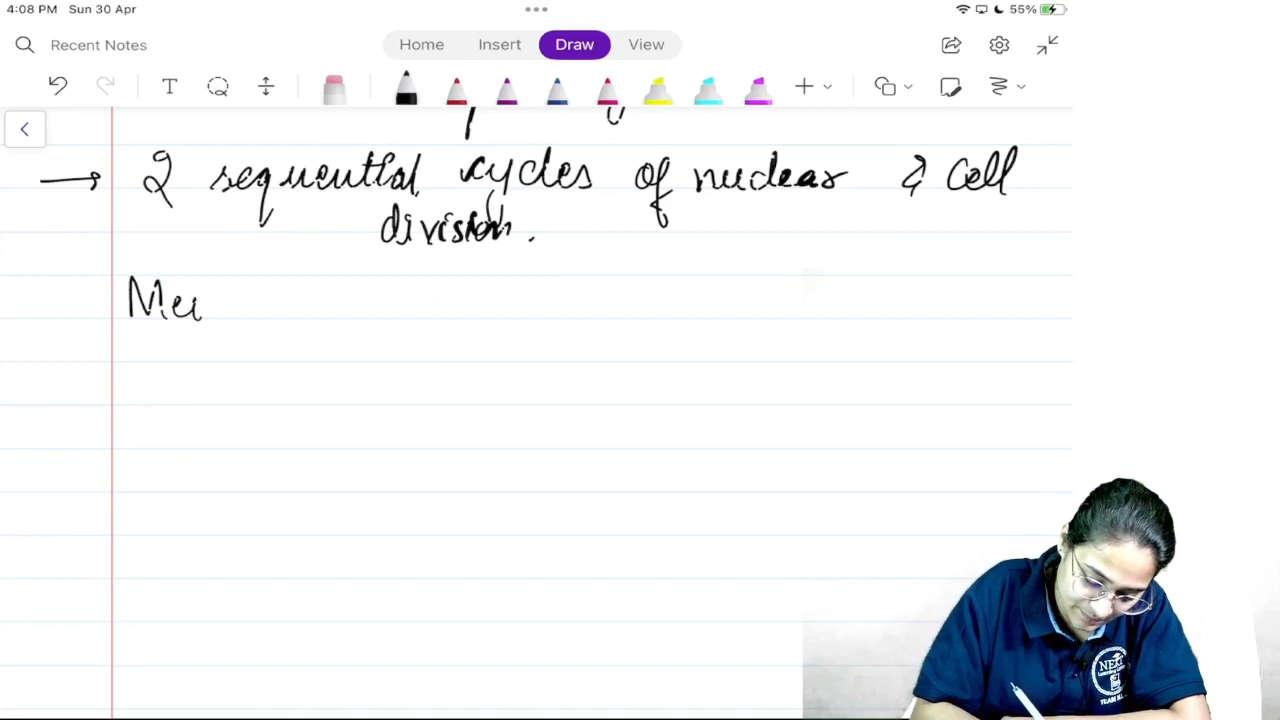 4:08 PM Sun 30 Apr
55%
Recent Notes
Home Insert Draw View
→ 2 sequential cycles of nuclear & cell
division.
Mei
NEXT